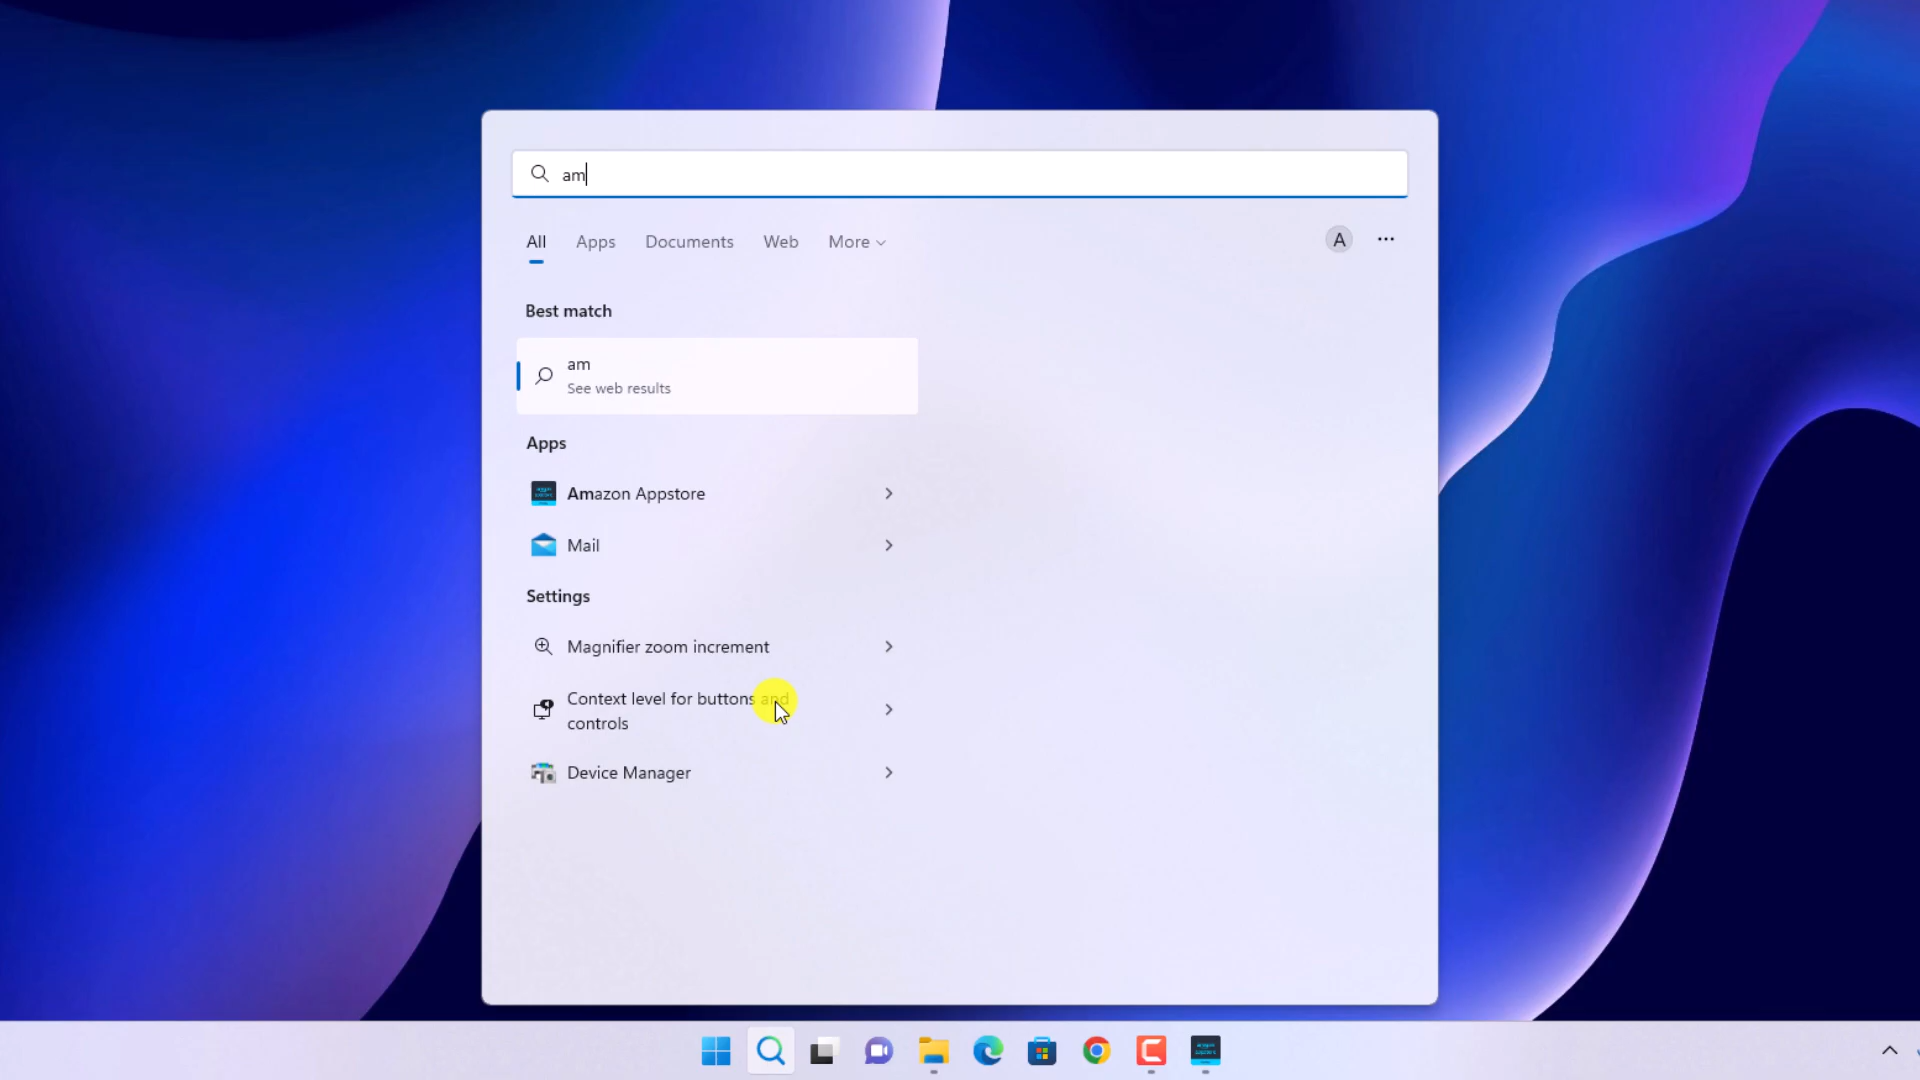 am
All Apps Documents Web More
A
Best match
am
See web results
Apps
Amazon Appstore
Mail
Settings
Magnifier zoom increment
Context level for buttons and
controls
Device Manager